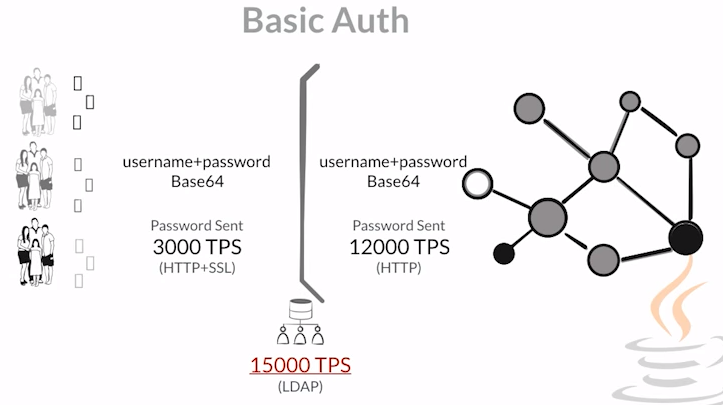 Basic Auth
username+password
Base64
Password Sent
3000 TPS
(HTTP+SSL)
username+password
Base64
Password Sent
12000 TPS
(HTTP)
15000 TPS
(LDAP)